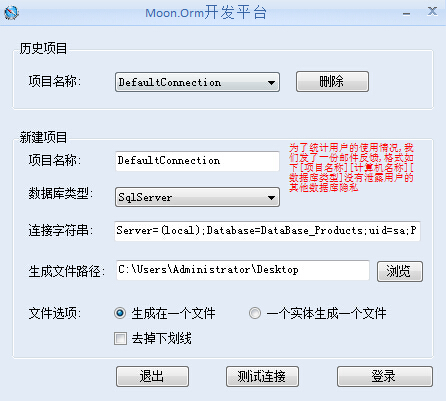 Moon.Orm开发平台
历史项目
项目名称: DefaultConnection 删除
新建项目
项目名称: DefaultConnection
为了统计用户的使用情况,我
们发了一份邮件反馈,格式如
下[项目名称][计算机名称][
数据库类型]没有泄露用户的
其他数据库隐私
数据库类型: SqlServer
连接字符串: Server=(local);Database=DataBase_Products;uid=sa;P
生成文件路径: C:\Users\Administrator\Desktop 浏览
文件选项: 生成在一个文件 一个实体生成一个文件
去掉下划线
退出 测试连接 登录